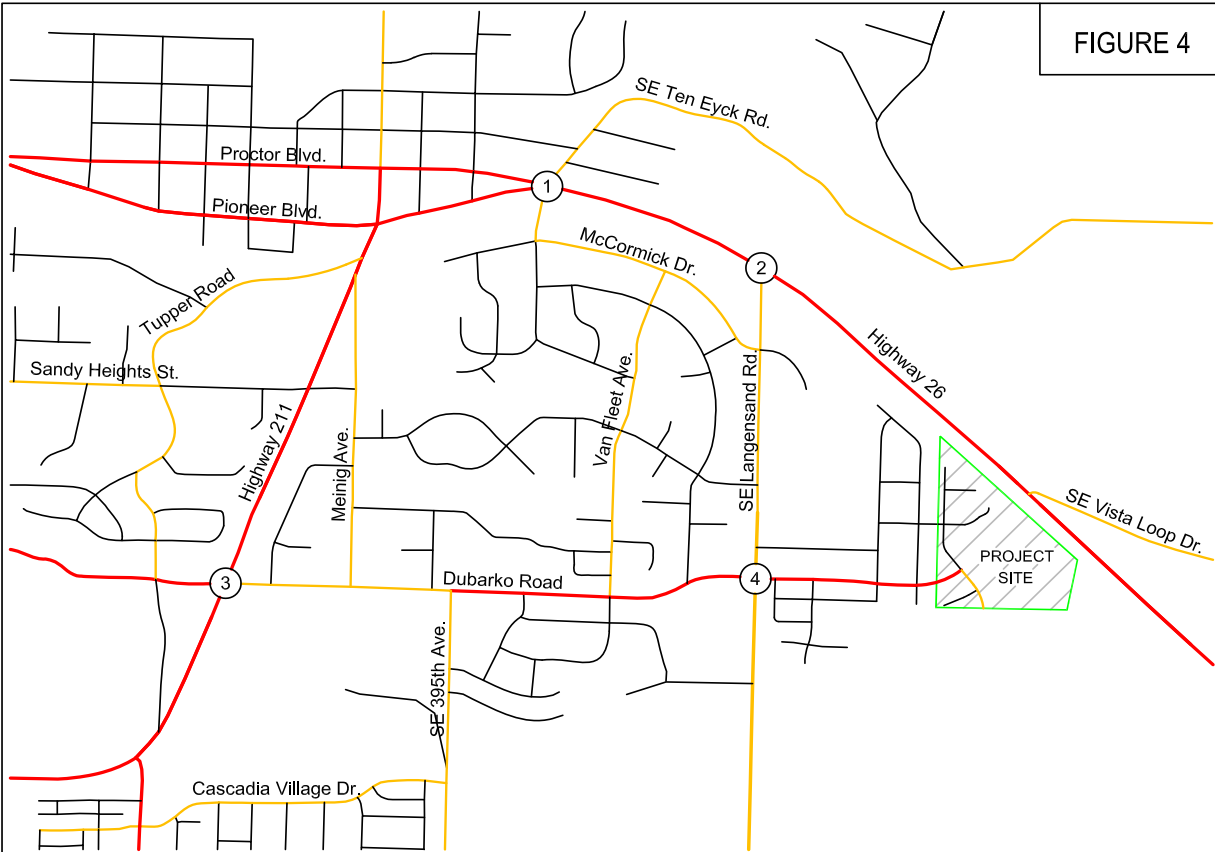 FIGURE 4
SE Ten Eyck Rd.
Proctor Blvd.
1
Pioneer Blvd.
McCormick Dr.
2
Tupper Road
Highway 26
Sandy Heights St.
Van Fleet Ave.
SE Langensand Rd.
Highway 211
Meinig Ave.
SE Vista Loop Dr.
PROJECT
SITE
3
Dubarko Road
4
SE 395th Ave.
Cascadia Village Dr.